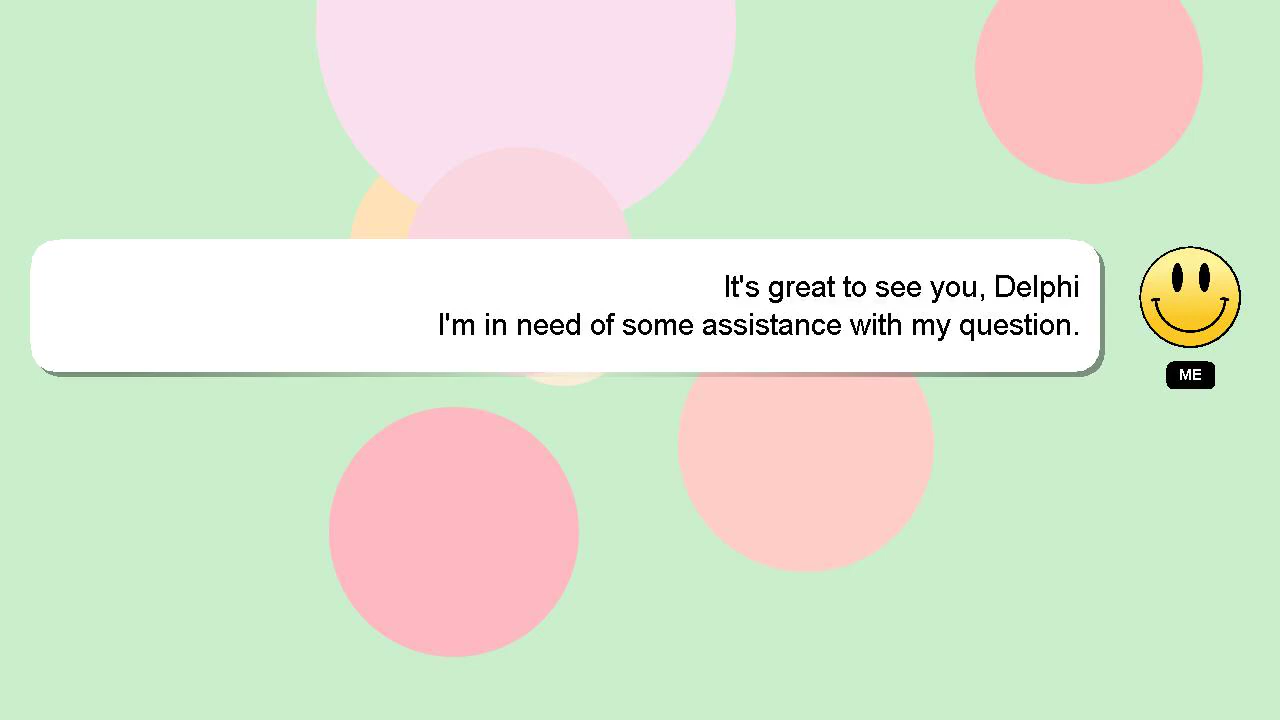 It's great to see you, Delphi
I'm in need of some assistance with my question.
ME